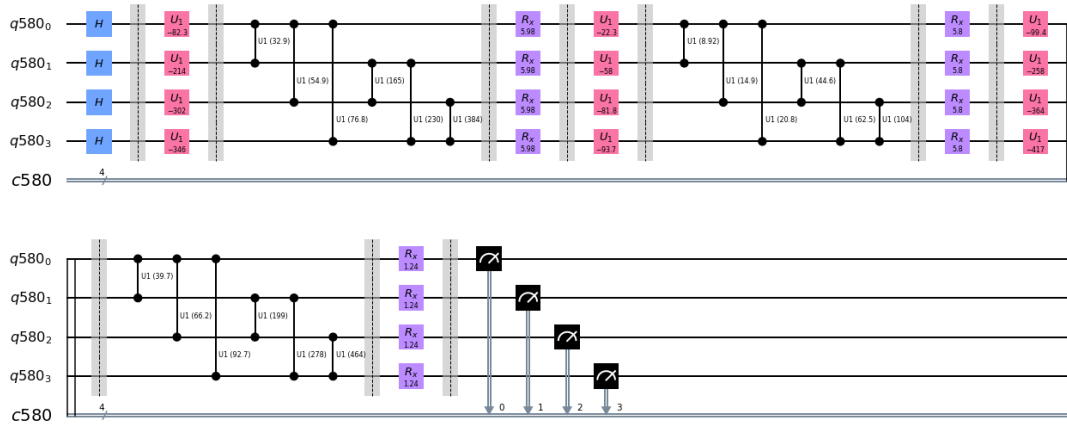 q580₀ H U₁ −82.3 U1 (32.9) U1 (54.9) U1 (76.8) Rₓ 5.98 U₁ −22.3 U1 (8.92) U1 (14.9) U1 (20.8) Rₓ 5.8 U₁ −99.4
q580₁ H U₁ −214 U1 (165) U1 (230) Rₓ 5.98 U₁ −58 U1 (44.6) U1 (62.5) Rₓ 5.8 U₁ −258
q580₂ H U₁ −302 U1 (384) Rₓ 5.98 U₁ −81.8 U1 (104) Rₓ 5.8 U₁ −364
q580₃ H U₁ −346 Rₓ 5.98 U₁ −93.7 Rₓ 5.8 U₁ −417
c580 4
q580₀ U1 (39.7) U1 (66.2) U1 (92.7) Rₓ 1.24
q580₁ U1 (199) U1 (278) Rₓ 1.24
q580₂ U1 (464) Rₓ 1.24
q580₃ Rₓ 1.24
c580 4 0 1 2 3